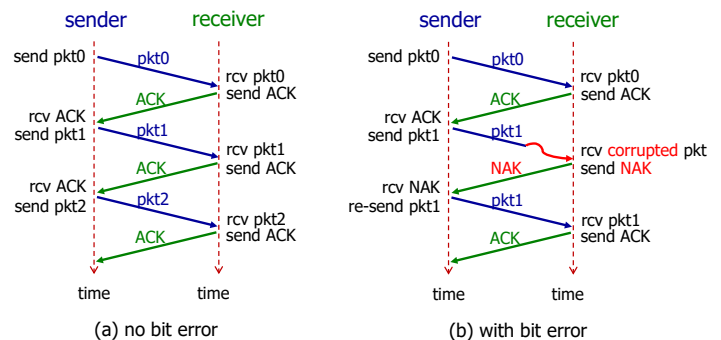 sender
receiver
send pkt0
pkt0
rcv pkt0
send ACK
ACK
rcv ACK
send pkt1
pkt1
rcv pkt1
send ACK
ACK
rcv ACK
send pkt2
pkt2
rcv pkt2
send ACK
ACK
time
time
(a) no bit error
sender
receiver
send pkt0
pkt0
rcv pkt0
send ACK
ACK
rcv ACK
send pkt1
pkt1
rcv corrupted pkt
send NAK
NAK
rcv NAK
re-send pkt1
pkt1
rcv pkt1
send ACK
ACK
time
time
(b) with bit error